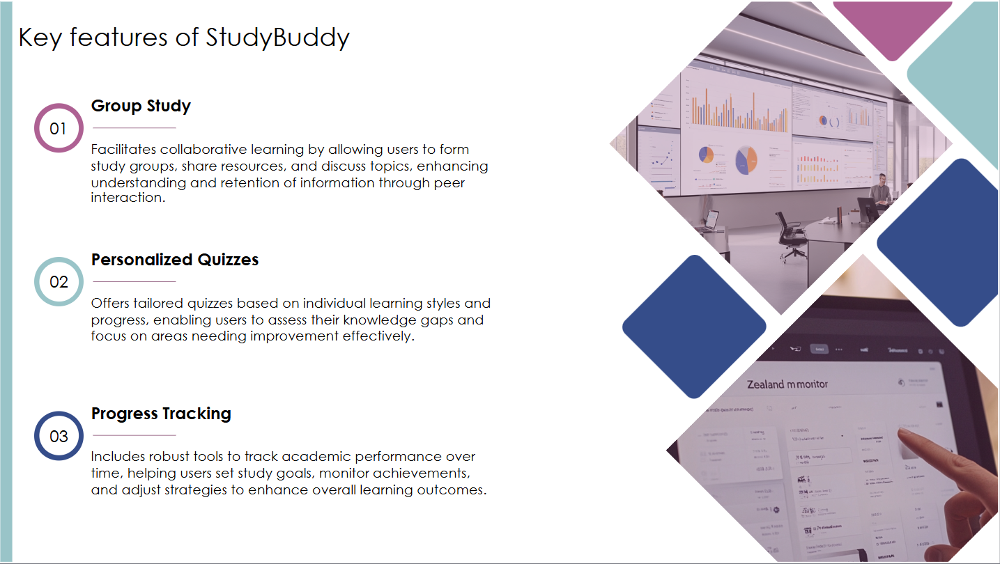 Key features of StudyBuddy
01
Group Study
Facilitates collaborative learning by allowing users to form
study groups, share resources, and discuss topics, enhancing
understanding and retention of information through peer
interaction.
02
Personalized Quizzes
Offers tailored quizzes based on individual learning styles and
progress, enabling users to assess their knowledge gaps and
focus on areas needing improvement effectively.
03
Progress Tracking
Includes robust tools to track academic performance over
time, helping users set study goals, monitor achievements,
and adjust strategies to enhance overall learning outcomes.
Zealand mmoritor